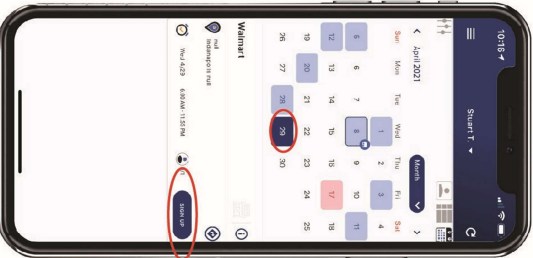 10:16
Stuart T.
April 2021 Month
Sun Mon Tue Wed Thu Fri Sat
1 2 3 4
5 6 7 8 9 10 11
12 13 14 15 16 17 18
19 20 21 22 23 24 25
26 27 28 29 30
Walmart
null
Indianapolis null
Wed 4/29 6:00 AM - 11:55 PM SIGN UP